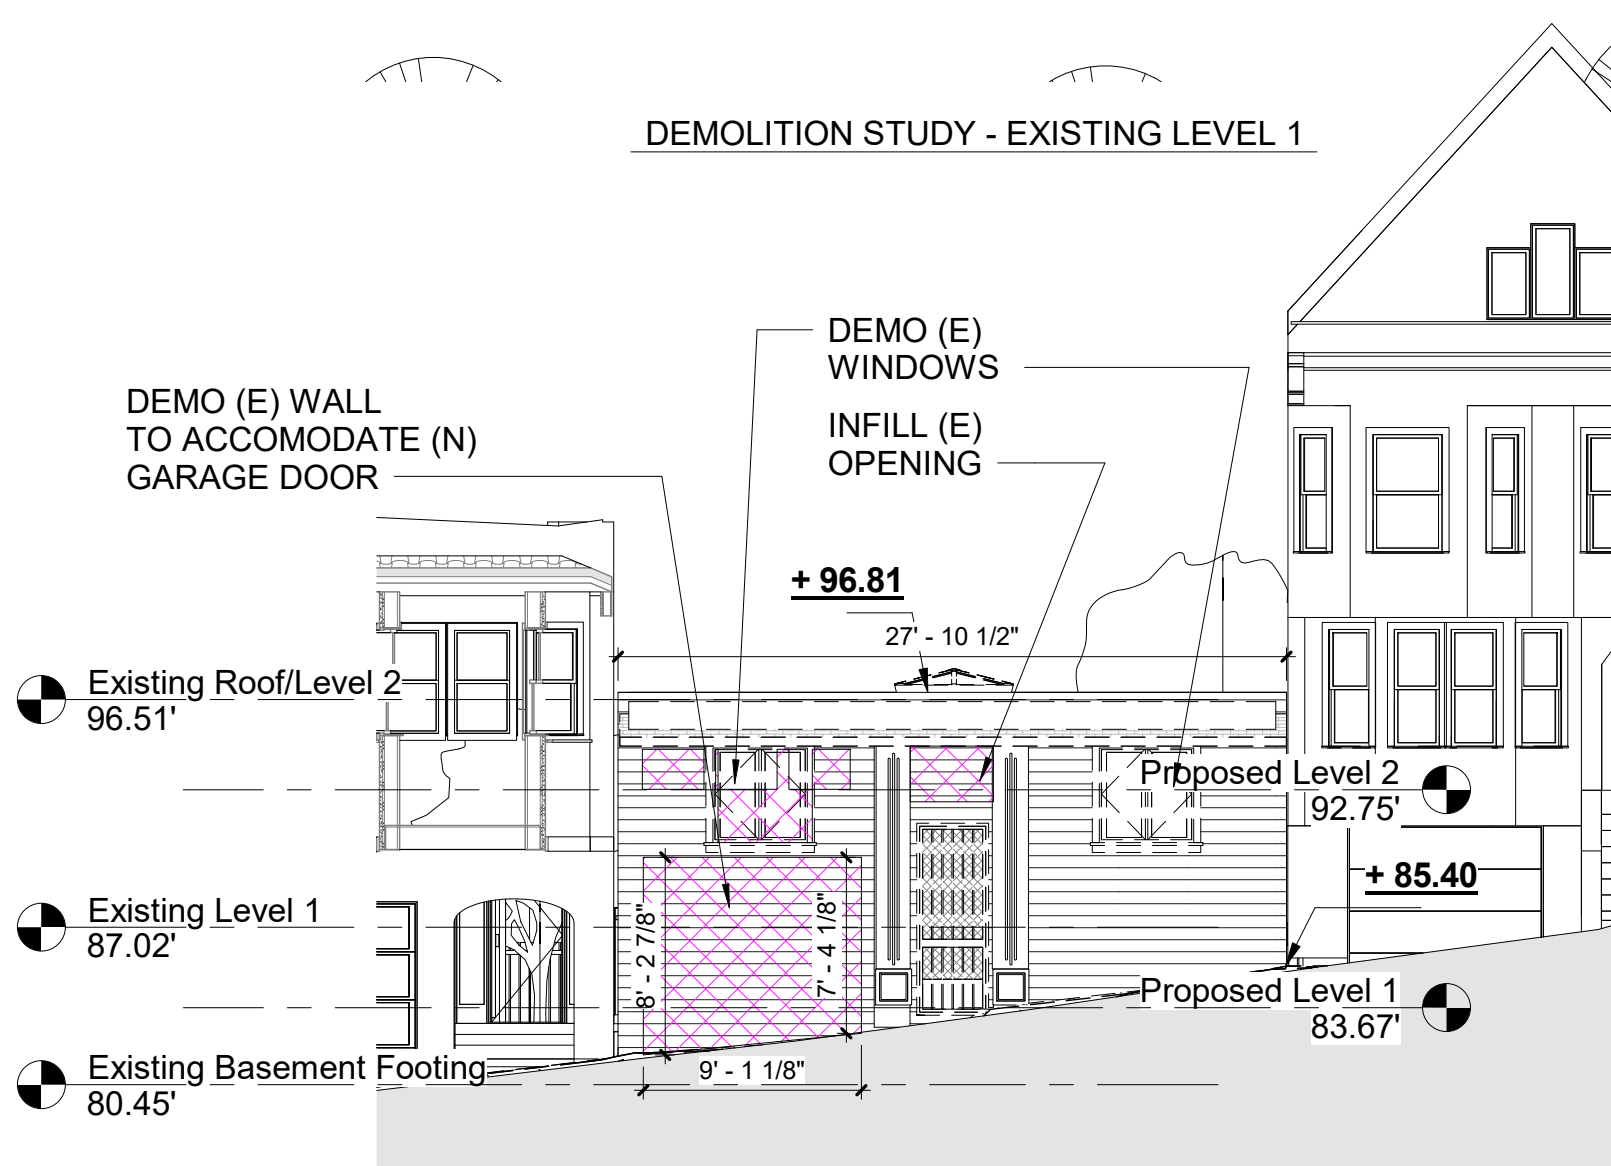 DEMOLITION STUDY - EXISTING LEVEL 1
DEMO (E)
WINDOWS
DEMO (E) WALL
TO ACCOMODATE (N)
GARAGE DOOR
INFILL (E)
OPENING
+ 96.81
27' - 10 1/2"
Existing Roof/Level 2
96.51'
Proposed Level 2
92.75'
+ 85.40
Existing Level 1
87.02'
8' - 2 7/8"
7' - 4 1/8"
Proposed Level 1
83.67'
Existing Basement Footing
80.45'
9' - 1 1/8"